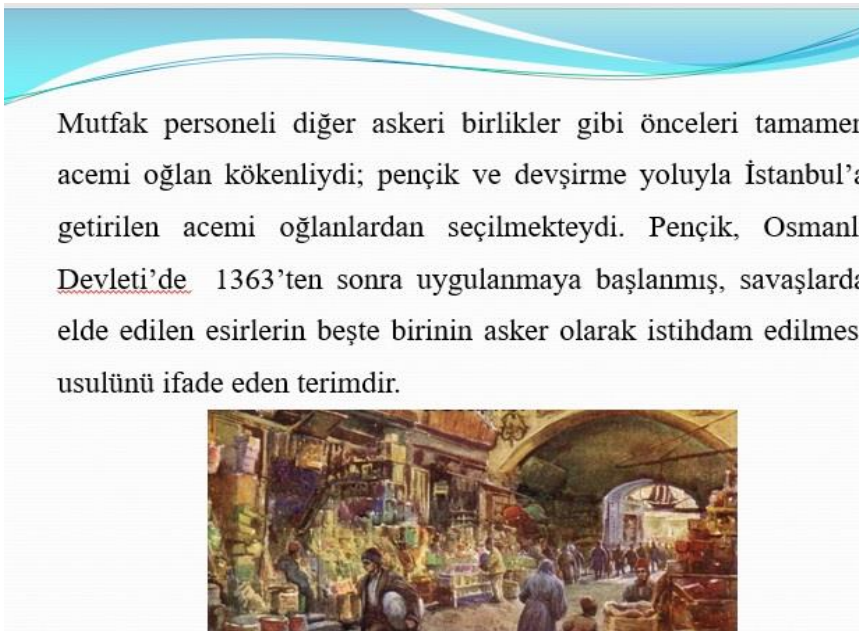 Mutfak personeli diğer askeri birlikler gibi önceleri tamamen
acemi oğlan kökenliydi; pençik ve devşirme yoluyla İstanbul’a
getirilen acemi oğlanlardan seçilmekteydi. Pençik, Osmanlı
Devleti’de 1363’ten sonra uygulanmaya başlanmış, savaşlarda
elde edilen esirlerin beşte birinin asker olarak istihdam edilmes
usulünü ifade eden terimdir.